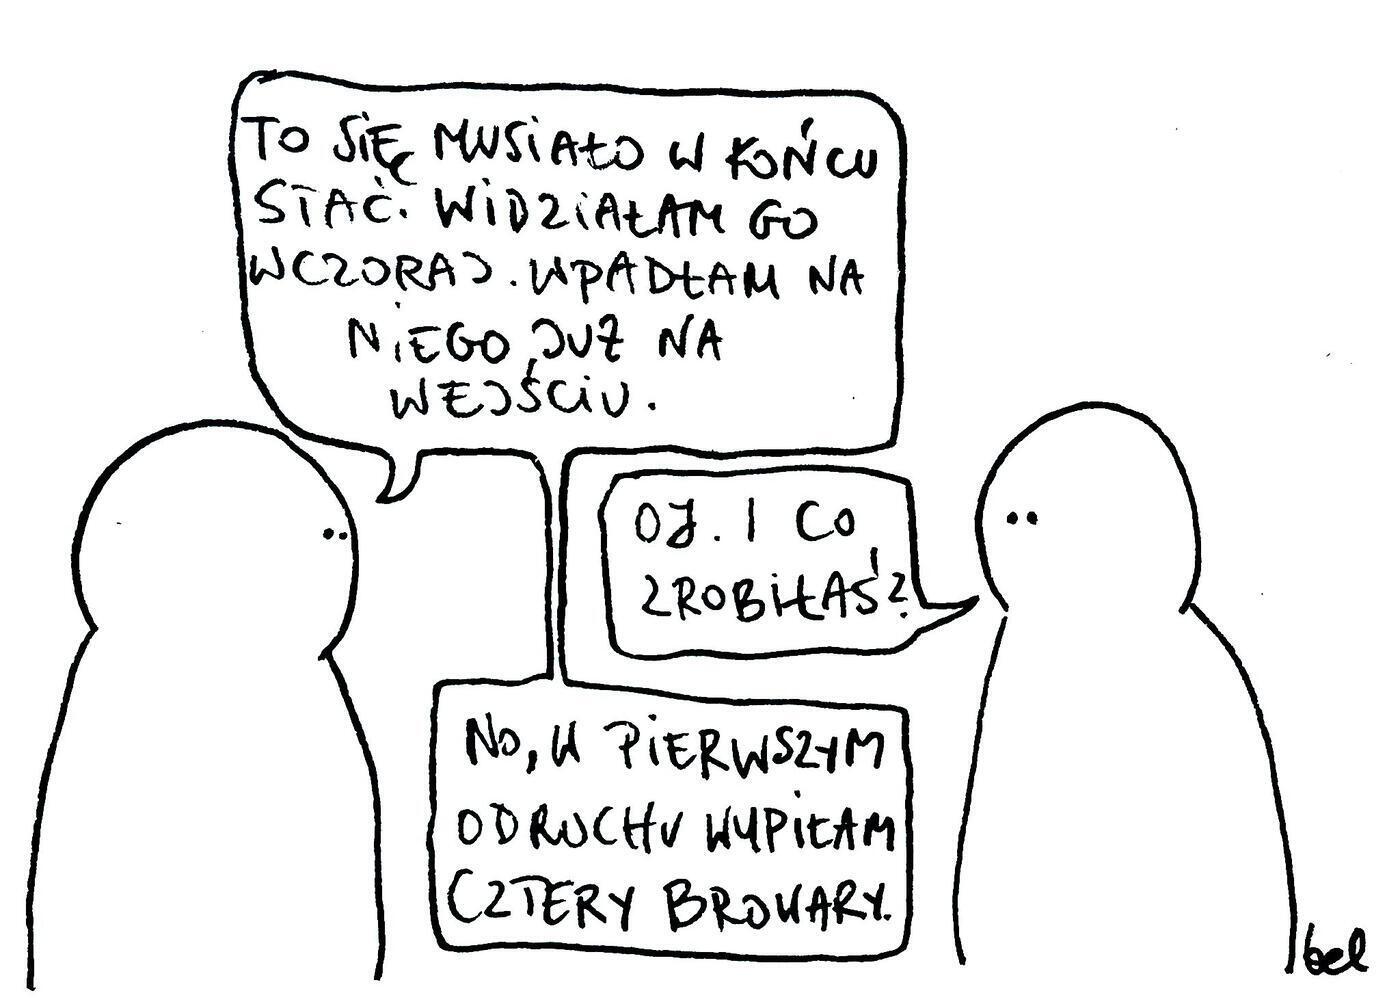 TO SIĘ MUSIAŁO W KOŃCU
STAĆ. WIDZIAŁAM GO
WCZORAJ. WPADŁAM NA
NIEGO JUŻ NA
WEJŚCIU.
OJ. I CO
ZROBIŁAŚ?
NO, W PIERWSZYM
ODRUCHU WYPIŁAM
CZTERY BROWARY.
bel